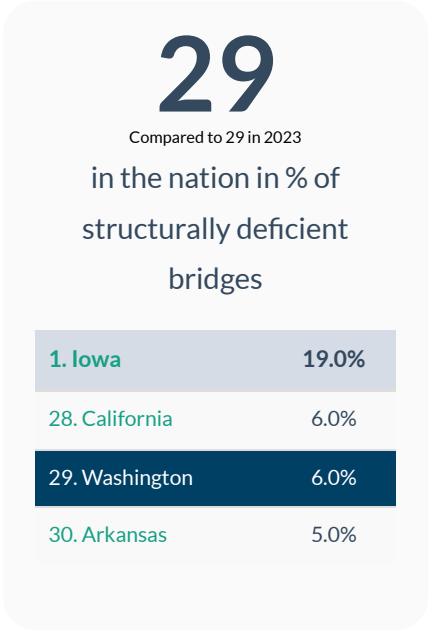 29
Compared to 29 in 2023
in the nation in % of
structurally deficient
bridges
1. Iowa 19.0%
28. California 6.0%
29. Washington 6.0%
30. Arkansas 5.0%